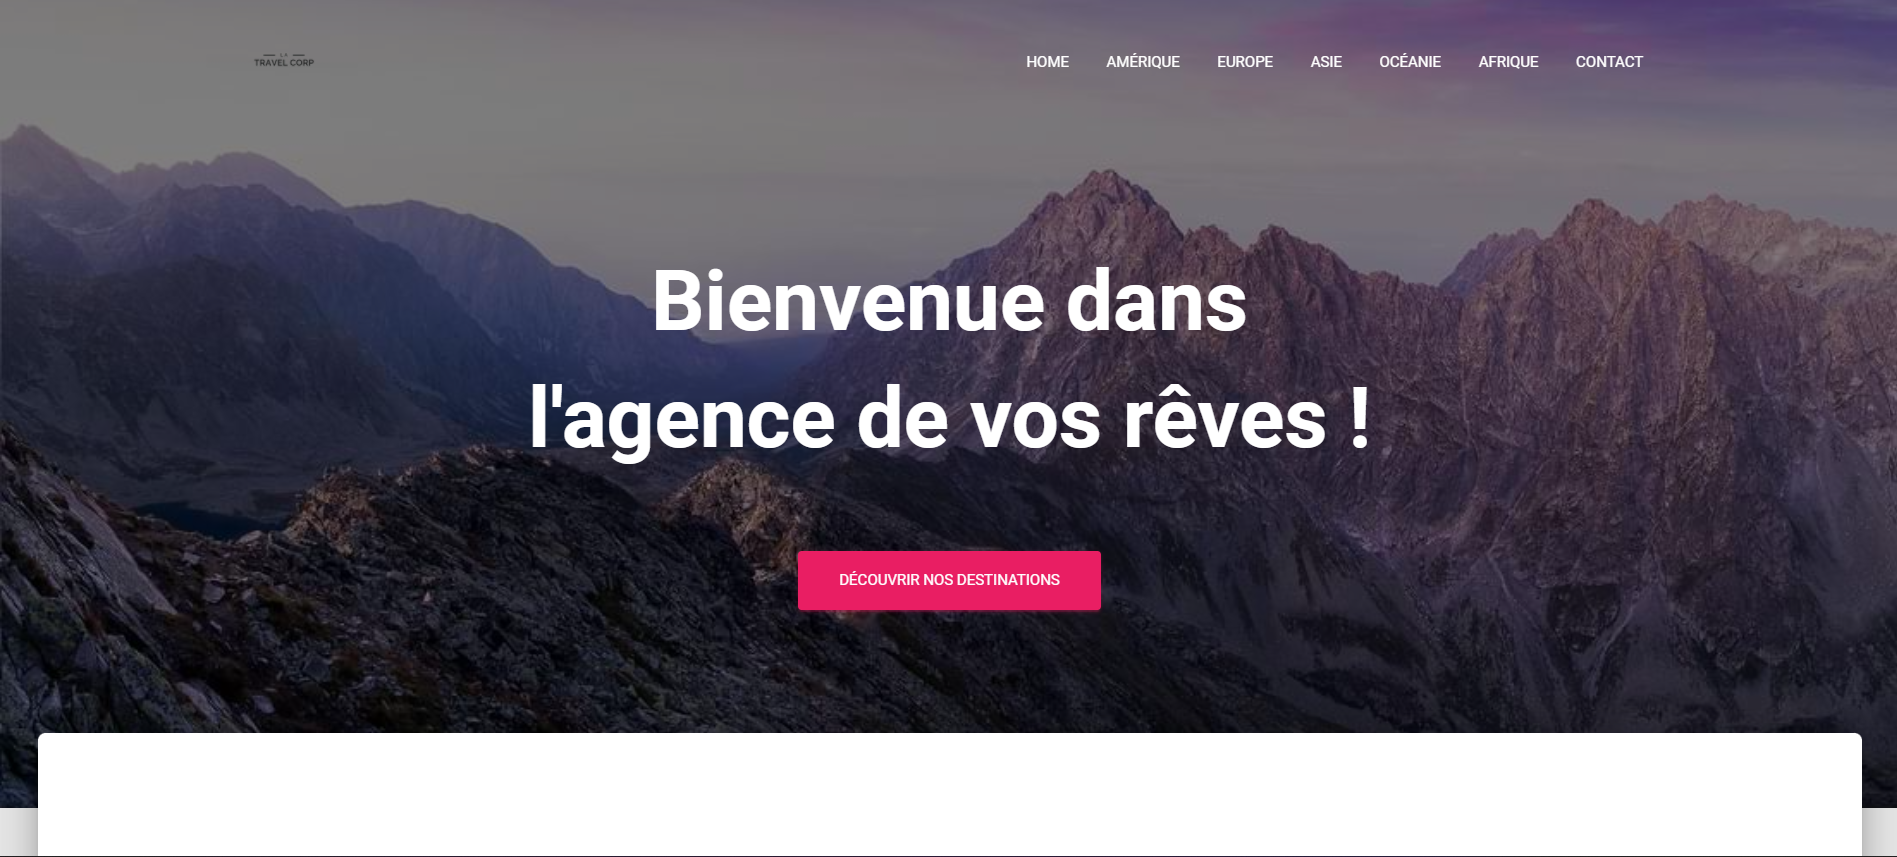 LA
TRAVEL CORP
HOME
AMÉRIQUE
EUROPE
ASIE
OCÉANIE
AFRIQUE
CONTACT
Bienvenue dans
l'agence de vos rêves !
DÉCOUVRIR NOS DESTINATIONS